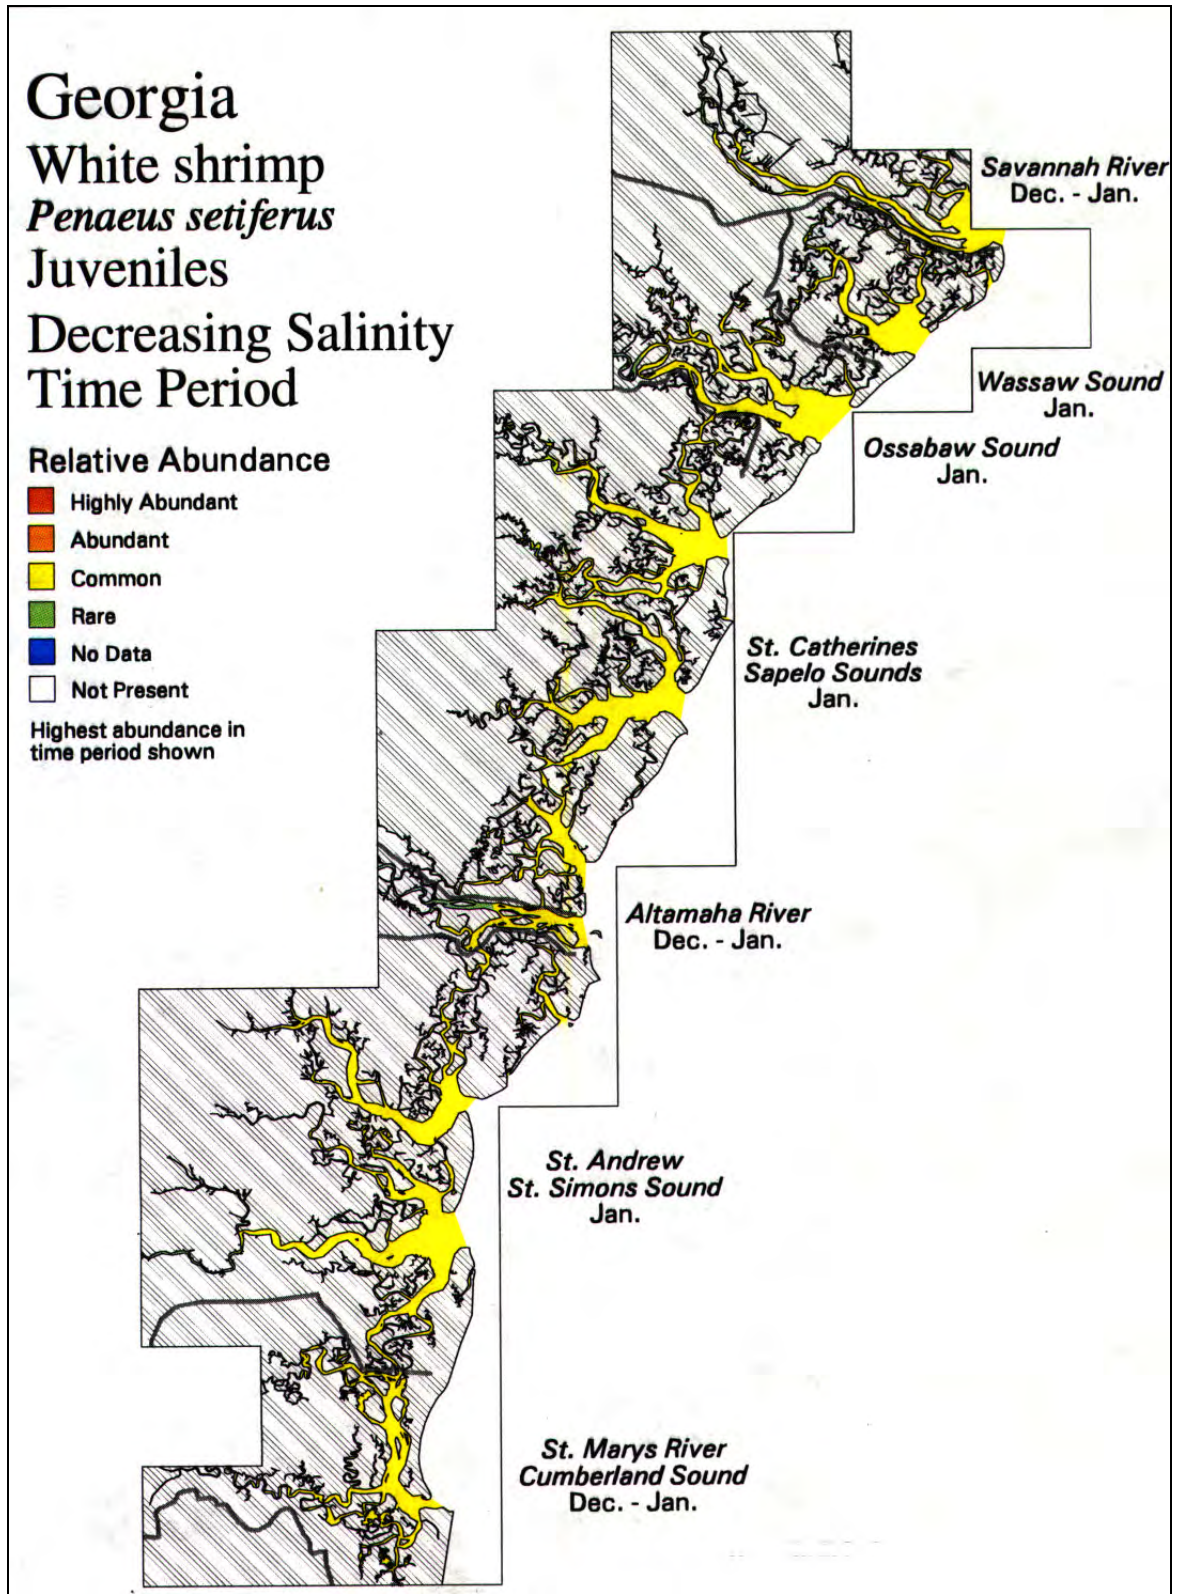 Georgia
White shrimp
Penaeus setiferus
Juveniles
Decreasing Salinity
Time Period
Relative Abundance
Highly Abundant
Abundant
Common
Rare
No Data
Not Present
Highest abundance in
time period shown
Savannah River
Dec. - Jan.
Wassaw Sound
Jan.
Ossabaw Sound
Jan.
St. Catherines
Sapelo Sounds
Jan.
Altamaha River
Dec. - Jan.
St. Andrew
St. Simons Sound
Jan.
St. Marys River
Cumberland Sound
Dec. - Jan.